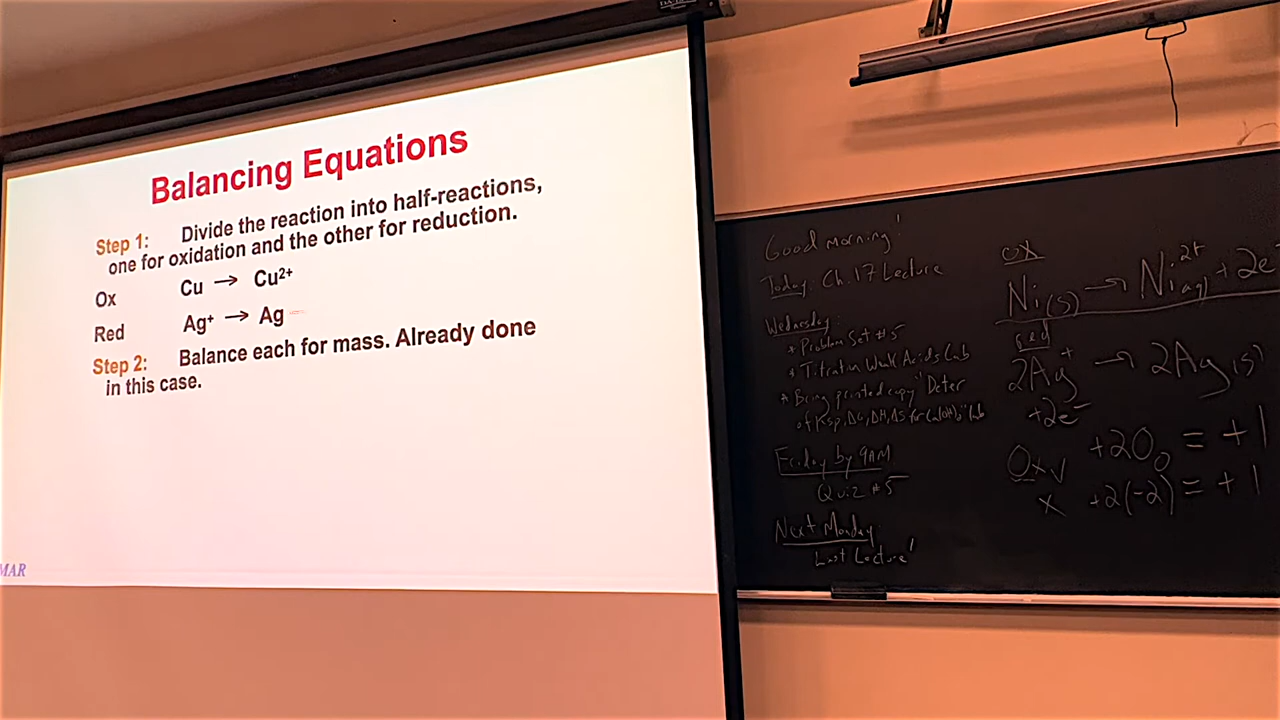 Balancing Equations
Step 1: Divide the reaction into half-reactions,
one for oxidation and the other for reduction.
Ox Cu → Cu²⁺
Red Ag⁺ → Ag
Step 2: Balance each for mass. Already done
in this case.
MAR
Good morning!
Today: Ch. 17 Lecture
Wednesday:
* Problem Set #5
* Titration Weak Acids Lab
* Bring printed copy "Deter
of Ksp, ΔG, ΔH, ΔS for Ca(OH)₂" Lab
Friday by 9AM
Quiz #5
Next Monday
Last Lecture!
OX
Ni(s) → Ni²⁺(aq) + 2e⁻
red
2Ag⁺ → 2Ag(s)
+2e⁻
+2O = +1
x +2(-2) = +1